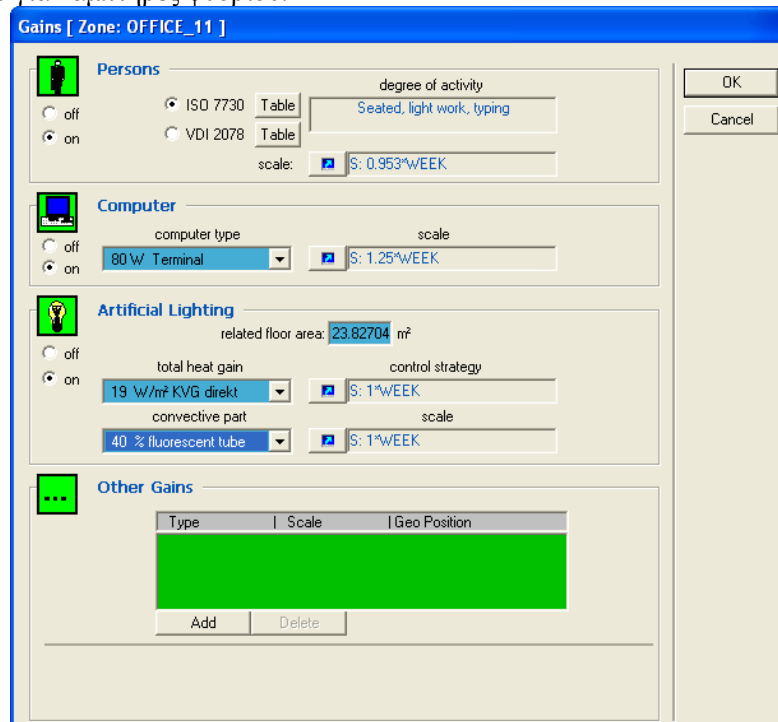 Gains [ Zone: OFFICE_11 ]
Persons
off
on
ISO 7730 Table
VDI 2078 Table
degree of activity
Seated, light work, typing
scale: S: 0.953*WEEK
OK
Cancel
Computer
off
on
computer type scale
80 W Terminal S: 1.25*WEEK
Artificial Lighting
off
on
related floor area: 23.82704 m²
total heat gain control strategy
19 W/m² KVG direkt S: 1*WEEK
convective part scale
40 % fluorescent tube S: 1*WEEK
...
Other Gains
Type | Scale | Geo Position
Add Delete